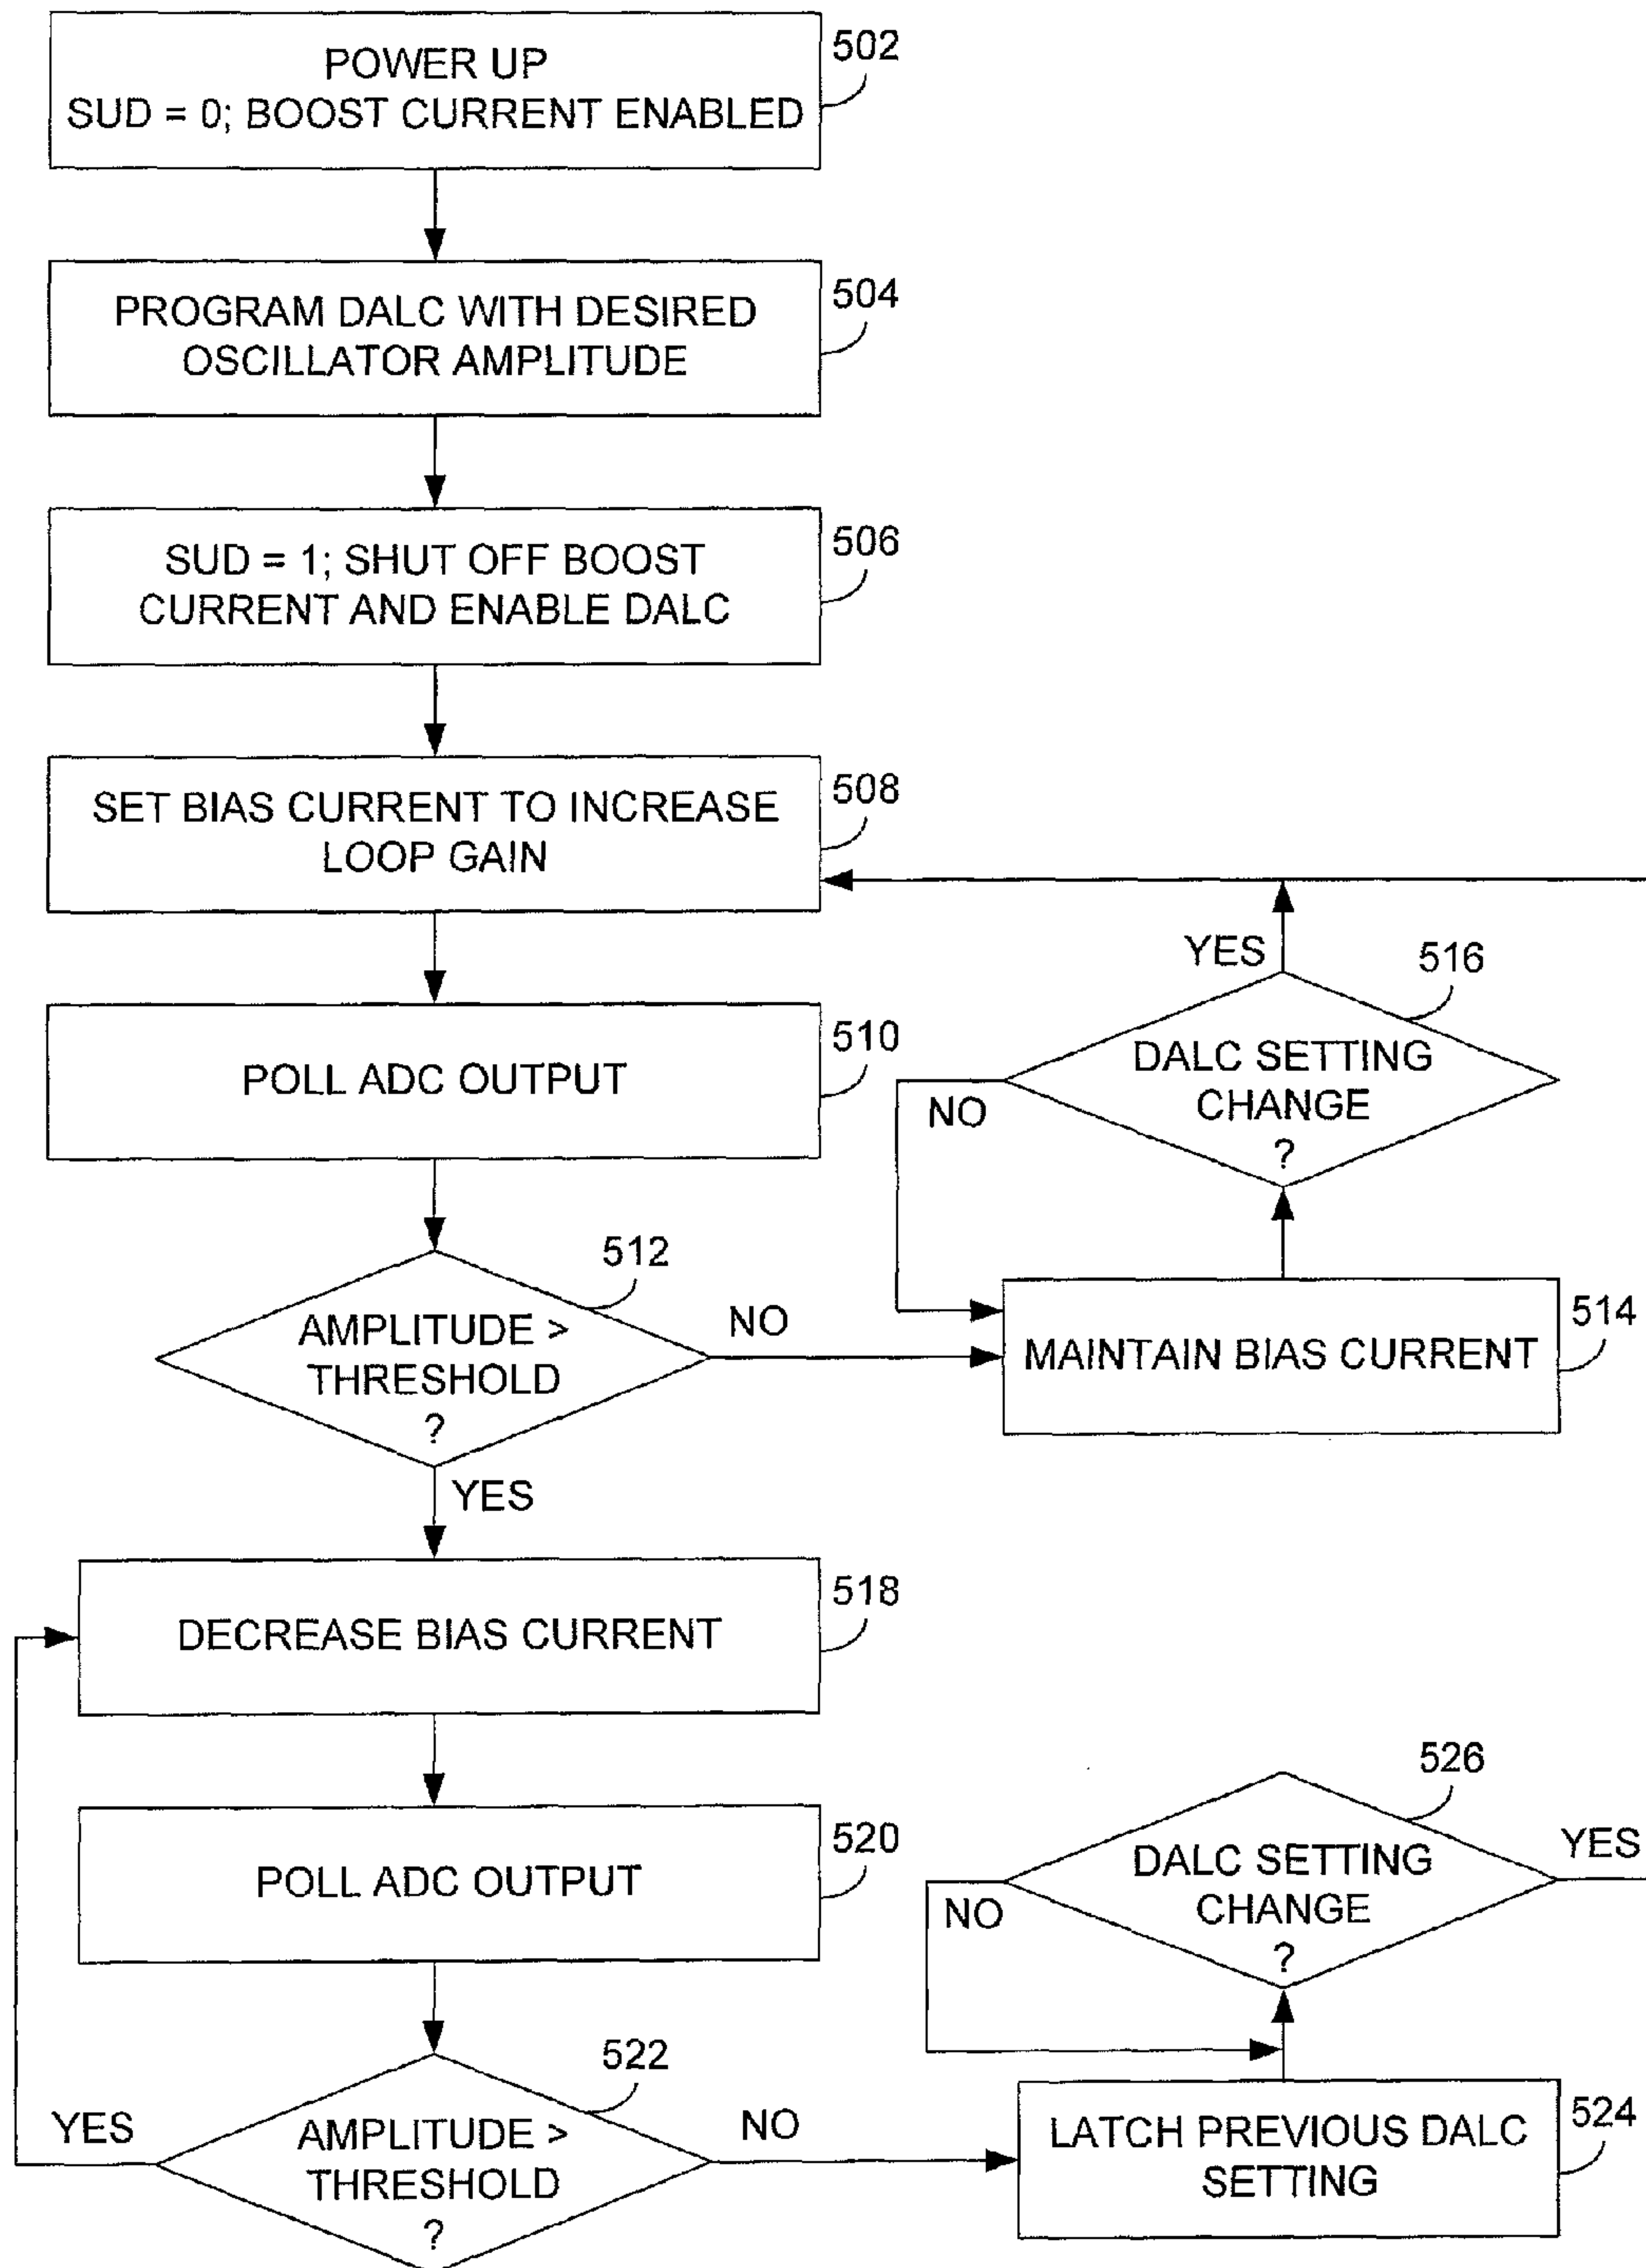 POWER UP
SUD = 0; BOOST CURRENT ENABLED
502
PROGRAM DALC WITH DESIRED
OSCILLATOR AMPLITUDE
504
SUD = 1; SHUT OFF BOOST
CURRENT AND ENABLE DALC
506
SET BIAS CURRENT TO INCREASE
LOOP GAIN
508
POLL ADC OUTPUT
510
YES
516
DALC SETTING
CHANGE
?
NO
512
AMPLITUDE >
THRESHOLD
?
NO
MAINTAIN BIAS CURRENT
514
YES
DECREASE BIAS CURRENT
518
POLL ADC OUTPUT
520
526
DALC SETTING
CHANGE
?
YES
NO
522
YES
AMPLITUDE >
THRESHOLD
?
NO
LATCH PREVIOUS DALC
SETTING
524